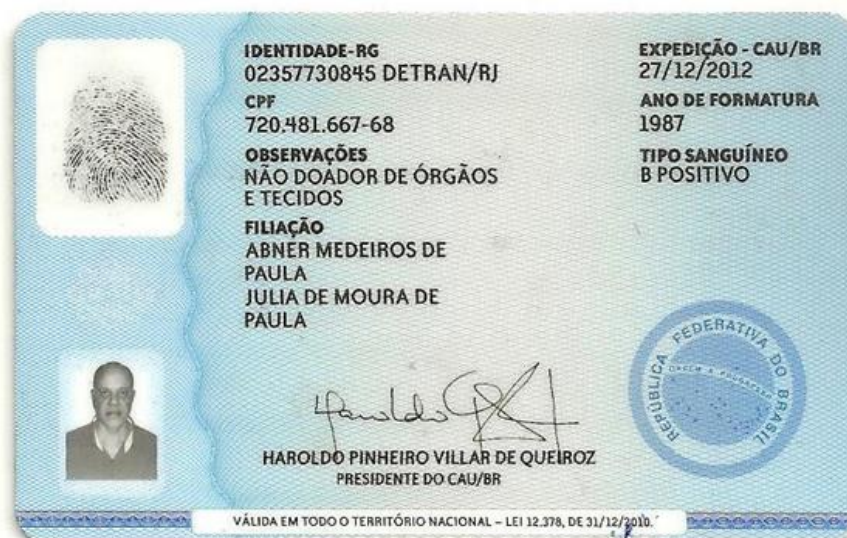 IDENTIDADE-RG
02357730845 DETRAN/RJ
CPF
720.481.667-68
OBSERVAÇÕES
NÃO DOADOR DE ÓRGÃOS
E TECIDOS
FILIAÇÃO
ABNER MEDEIROS DE
PAULA
JULIA DE MOURA DE
PAULA
EXPEDIÇÃO - CAU/BR
27/12/2012
ANO DE FORMATURA
1987
TIPO SANGUÍNEO
B POSITIVO
REPÚBLICA FEDERATIVA DO BRASIL
ORDEM E PROGRESSO
Haroldo
HAROLDO PINHEIRO VILLAR DE QUEIROZ
PRESIDENTE DO CAU/BR
VÁLIDA EM TODO O TERRITÓRIO NACIONAL – LEI 12.378, DE 31/12/2010.